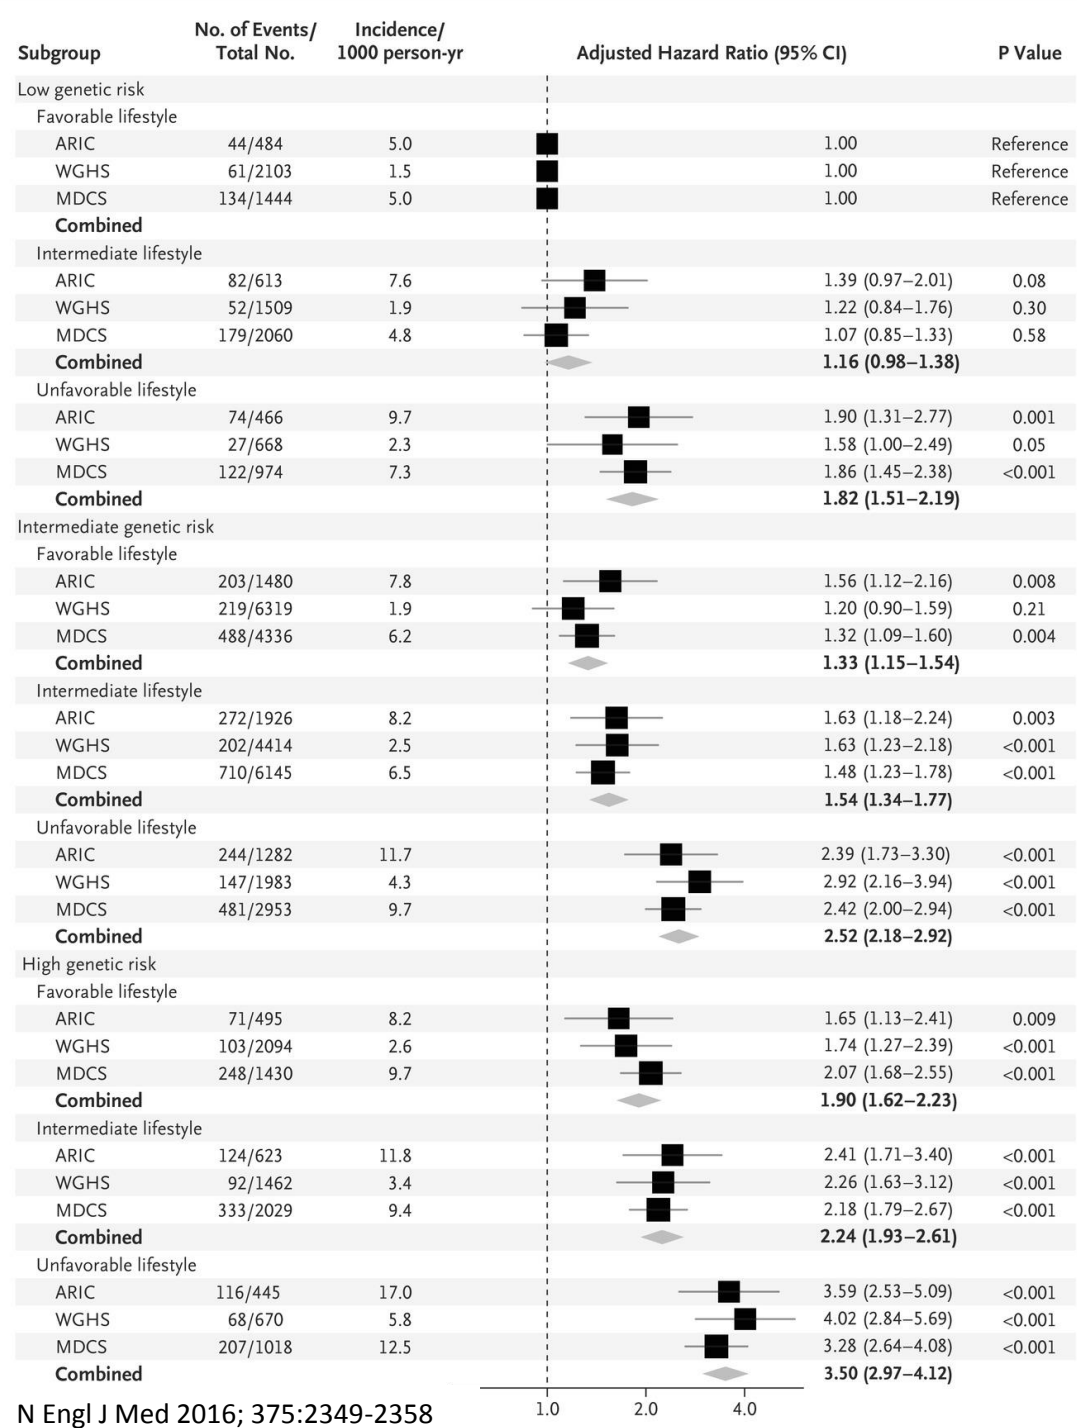 No. of Events/ Incidence/
Subgroup Total No. 1000 person-yr Adjusted Hazard Ratio (95% CI) P Value
Low genetic risk
Favorable lifestyle
ARIC 44/484 5.0 1.00 Reference
WGHS 61/2103 1.5 1.00 Reference
MDCS 134/1444 5.0 1.00 Reference
Combined
Intermediate lifestyle
ARIC 82/613 7.6 1.39 (0.97–2.01) 0.08
WGHS 52/1509 1.9 1.22 (0.84–1.76) 0.30
MDCS 179/2060 4.8 1.07 (0.85–1.33) 0.58
Combined 1.16 (0.98–1.38)
Unfavorable lifestyle
ARIC 74/466 9.7 1.90 (1.31–2.77) 0.001
WGHS 27/668 2.3 1.58 (1.00–2.49) 0.05
MDCS 122/974 7.3 1.86 (1.45–2.38) <0.001
Combined 1.82 (1.51–2.19)
Intermediate genetic risk
Favorable lifestyle
ARIC 203/1480 7.8 1.56 (1.12–2.16) 0.008
WGHS 219/6319 1.9 1.20 (0.90–1.59) 0.21
MDCS 488/4336 6.2 1.32 (1.09–1.60) 0.004
Combined 1.33 (1.15–1.54)
Intermediate lifestyle
ARIC 272/1926 8.2 1.63 (1.18–2.24) 0.003
WGHS 202/4414 2.5 1.63 (1.23–2.18) <0.001
MDCS 710/6145 6.5 1.48 (1.23–1.78) <0.001
Combined 1.54 (1.34–1.77)
Unfavorable lifestyle
ARIC 244/1282 11.7 2.39 (1.73–3.30) <0.001
WGHS 147/1983 4.3 2.92 (2.16–3.94) <0.001
MDCS 481/2953 9.7 2.42 (2.00–2.94) <0.001
Combined 2.52 (2.18–2.92)
High genetic risk
Favorable lifestyle
ARIC 71/495 8.2 1.65 (1.13–2.41) 0.009
WGHS 103/2094 2.6 1.74 (1.27–2.39) <0.001
MDCS 248/1430 9.7 2.07 (1.68–2.55) <0.001
Combined 1.90 (1.62–2.23)
Intermediate lifestyle
ARIC 124/623 11.8 2.41 (1.71–3.40) <0.001
WGHS 92/1462 3.4 2.26 (1.63–3.12) <0.001
MDCS 333/2029 9.4 2.18 (1.79–2.67) <0.001
Combined 2.24 (1.93–2.61)
Unfavorable lifestyle
ARIC 116/445 17.0 3.59 (2.53–5.09) <0.001
WGHS 68/670 5.8 4.02 (2.84–5.69) <0.001
MDCS 207/1018 12.5 3.28 (2.64–4.08) <0.001
Combined 3.50 (2.97–4.12)
1.0 2.0 4.0
N Engl J Med 2016; 375:2349-2358